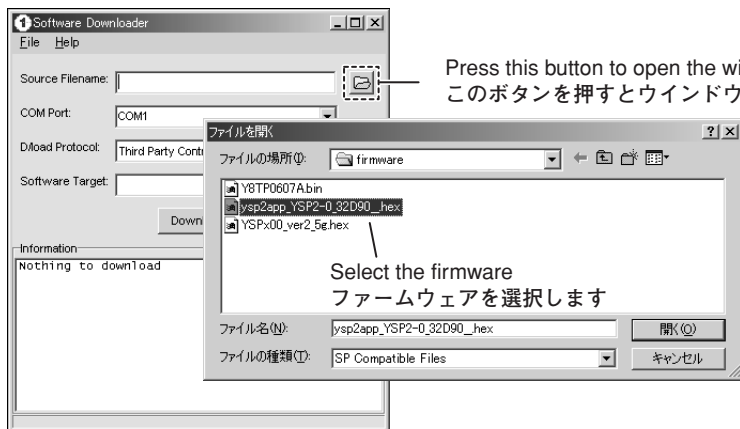 1 Software Downloader
File Help
Source Filename:
Press this button to open the wi
このボタンを押すとウインドウ
COM Port: COM1
D/load Protocol: Third Party Cont
Software Target:
Down
Information
Nothing to download
ファイルを開く
ファイルの場所(I): firmware
Y8TP0607A.bin
ysp2app_YSP2-0_32D90__.hex
YSPx00_ver2_5g.hex
Select the firmware
ファームウェアを選択します
ファイル名(N): ysp2app_YSP2-0_32D90__.hex 開く(O)
ファイルの種類(T): SP Compatible Files キャンセル